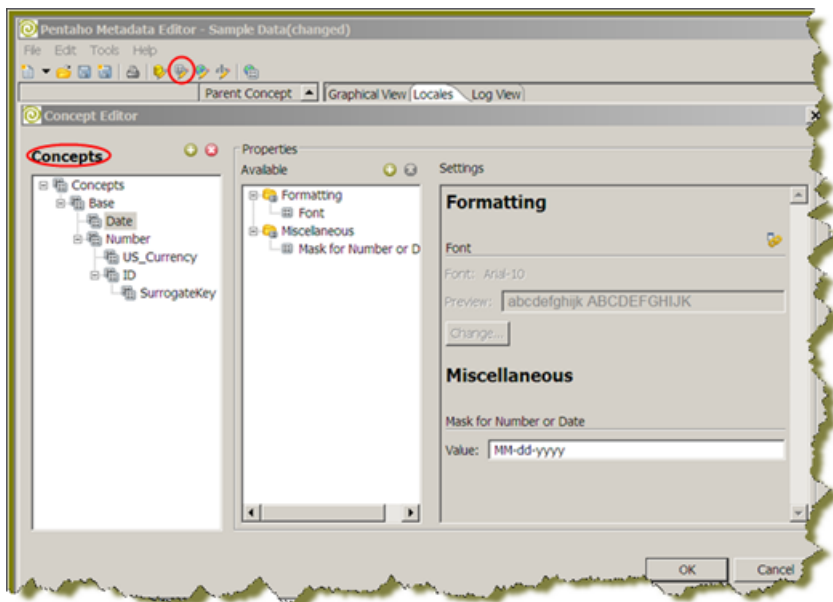 Pentaho Metadata Editor - Sample Data(changed)
File Edit Tools Help
Parent Concept Graphical View Locales Log View
Concept Editor
Concepts
Properties
Available
Settings
Concepts
Base
Date
Number
US_Currency
ID
SurrogateKey
Formatting
Font
Miscellaneous
Mask for Number or D
Formatting
Font
Font: Arial-10
Preview: abcdefghijk ABCDEFGHIJK
Change...
Miscellaneous
Mask for Number or Date
Value: MM-dd-yyyy
OK Cancel